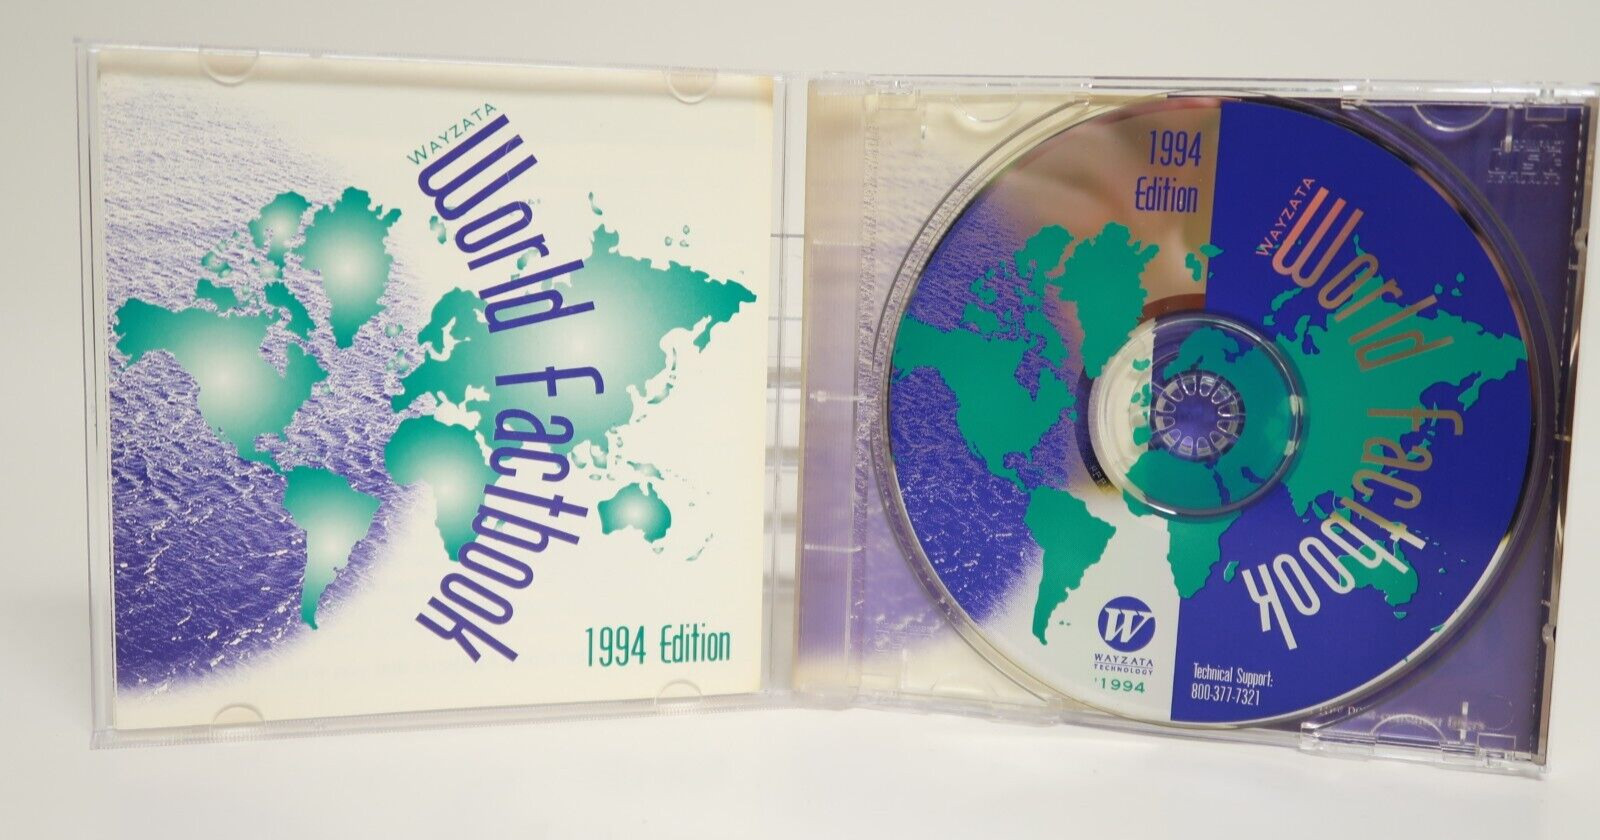 WAYZATA
World Factbook
1994 Edition
1994
Edition
WAYZATA
World Factbook
W
WAYZATA
TECHNOLOGY
'1994
Technical Support:
800-377-7321